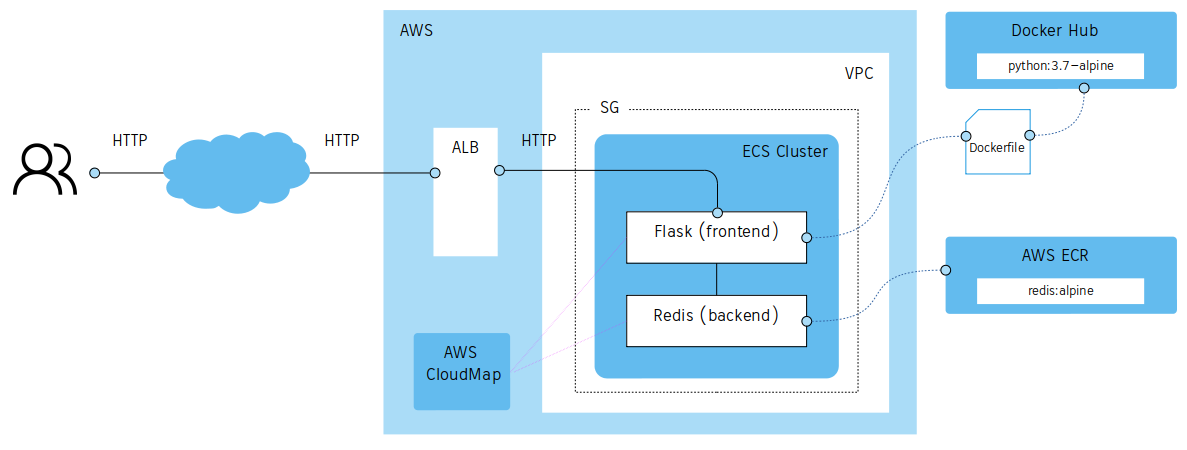 AWS
Docker Hub
python:3.7-alpine
VPC
SG
HTTP
HTTP
ALB
HTTP
ECS Cluster
Dockerfile
Flask (frontend)
AWS ECR
redis:alpine
Redis (backend)
AWS
CloudMap